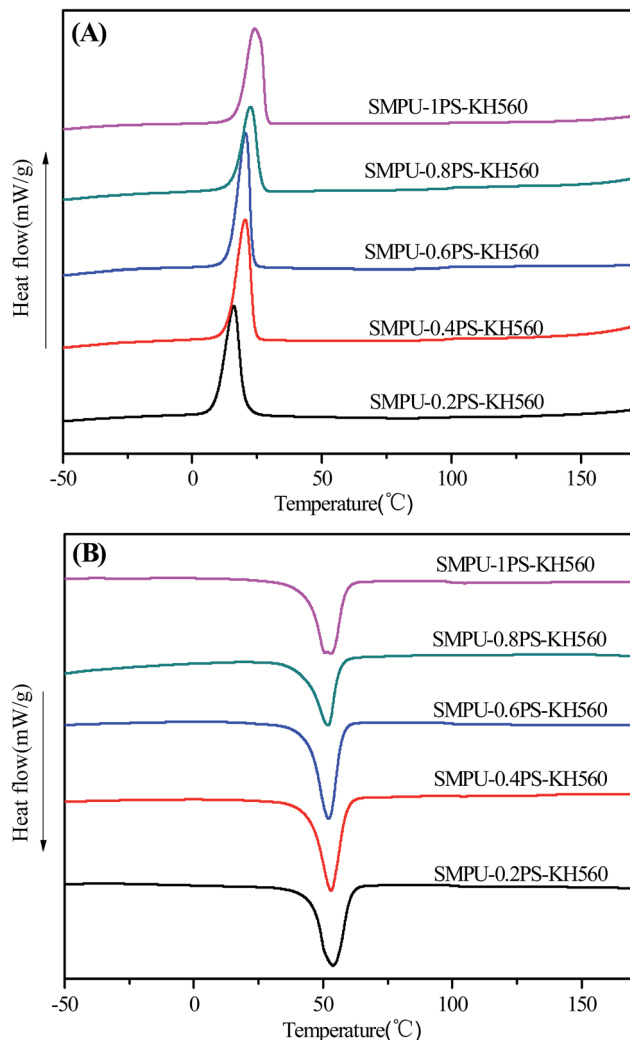 (A)
SMPU-1PS-KH560
SMPU-0.8PS-KH560
SMPU-0.6PS-KH560
SMPU-0.4PS-KH560
SMPU-0.2PS-KH560
Heat flow(mW/g)
-50 0 50 100 150
Temperature(℃)
(B)
SMPU-1PS-KH560
SMPU-0.8PS-KH560
SMPU-0.6PS-KH560
SMPU-0.4PS-KH560
SMPU-0.2PS-KH560
Heat flow(mW/g)
-50 0 50 100 150
Temperature(℃)